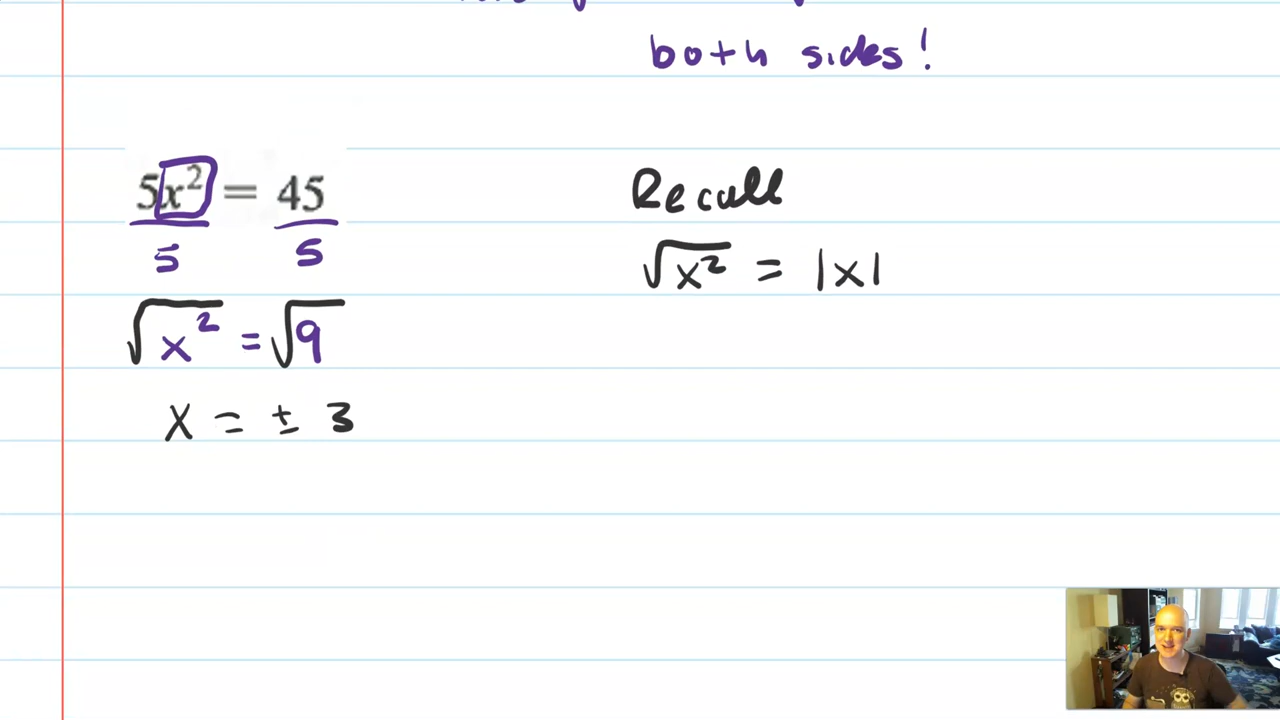 both sides!
5x² = 45
5 5
√x² = √9
x = ± 3
Recall
√x² = |x|